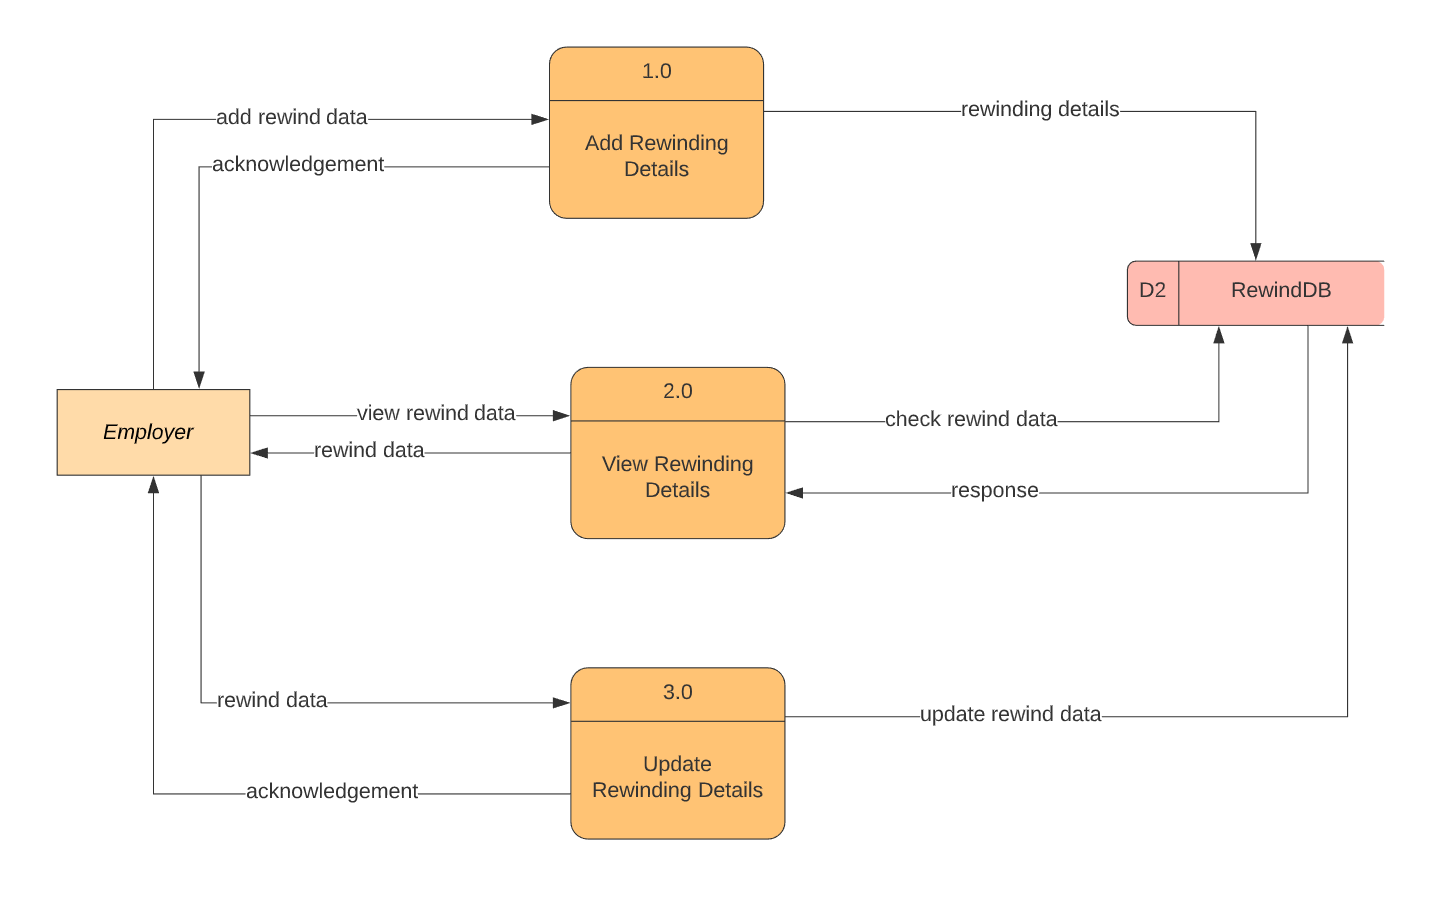 1.0
add rewind data
rewinding details
Add Rewinding
Details
acknowledgement
D2
RewindDB
2.0
view rewind data
check rewind data
Employer
rewind data
View Rewinding
Details
response
3.0
rewind data
update rewind data
Update
Rewinding Details
acknowledgement